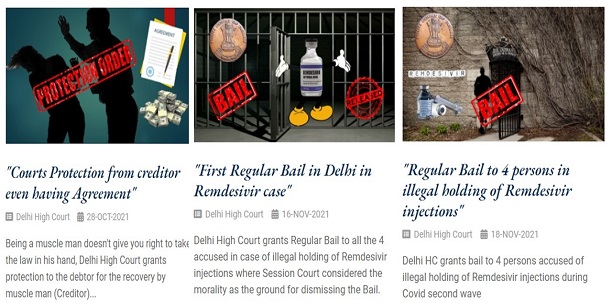 PROTECTION ORDER
AGREEMENT
"Courts Protection from creditor
even having Agreement"
Delhi High Court 28-OCT-2021
Being a muscle man doesn't give you right to take
the law in his hand, Delhi High Court grants
protection to the debtor for the recovery by
muscle man (Creditor)...
REMDESIVIR
BAIL
RELEASED
"First Regular Bail in Delhi in
Remdesivir case"
Delhi High Court 16-NOV-2021
Delhi High Court grants Regular Bail to all the 4
accused in case of illegal holding of Remdesivir
injections where Session Court considered the
morality as the ground for dismissing the Bail.
REMDESIVIR
BAIL
"Regular Bail to 4 persons in
illegal holding of Remdesivir
injections"
Delhi High Court 18-NOV-2021
Delhi HC grants bail to 4 persons accused of
illegal holding of Remdesivir injections during
Covid second wave